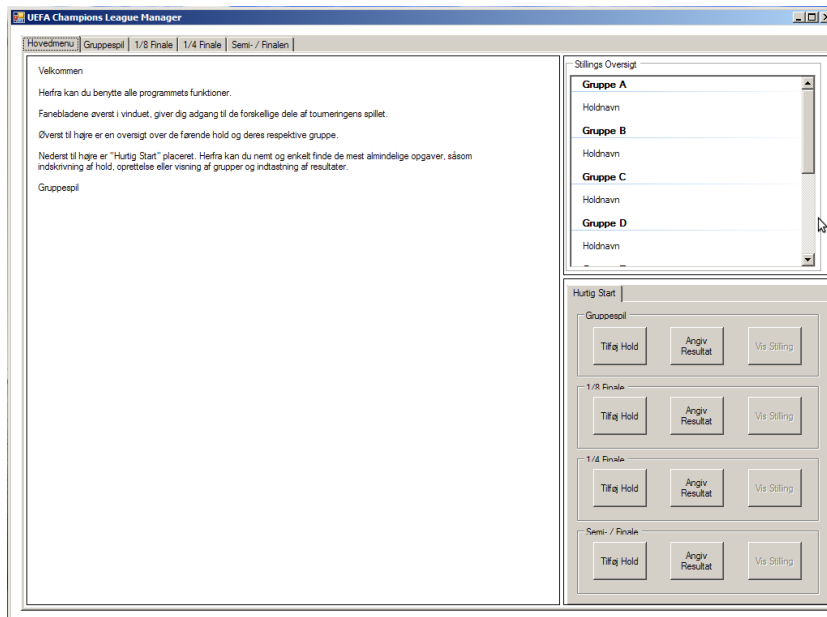 UEFA Champions League Manager
Hovedmenu Gruppespil 1/8 Finale 1/4 Finale Semi- / Finalen
Velkommen
Herfra kan du benytte alle programmets funktioner.
Fanebladene øverst i vinduet, giver dig adgang til de forskellige dele af tourneringens spillet.
Øverst til højre er en oversigt over de førende hold og deres respektive gruppe.
Nederst til højre er "Hurtig Start" placeret. Herfra kan du nemt og enkelt finde de mest almindelige opgaver, såsom
indskrivning af hold, oprettelse eller visning af grupper og indtastning af resultater.
Gruppespil
Stillings Oversigt
Gruppe A
Holdnavn
Gruppe B
Holdnavn
Gruppe C
Holdnavn
Gruppe D
Holdnavn
Hurtig Start
Gruppespil
Tilføj Hold
Angiv
Resultat
Vis Stilling
1/8 Finale
Tilføj Hold
Angiv
Resultat
Vis Stilling
1/4 Finale
Tilføj Hold
Angiv
Resultat
Vis Stilling
Semi- / Finale
Tilføj Hold
Angiv
Resultat
Vis Stilling